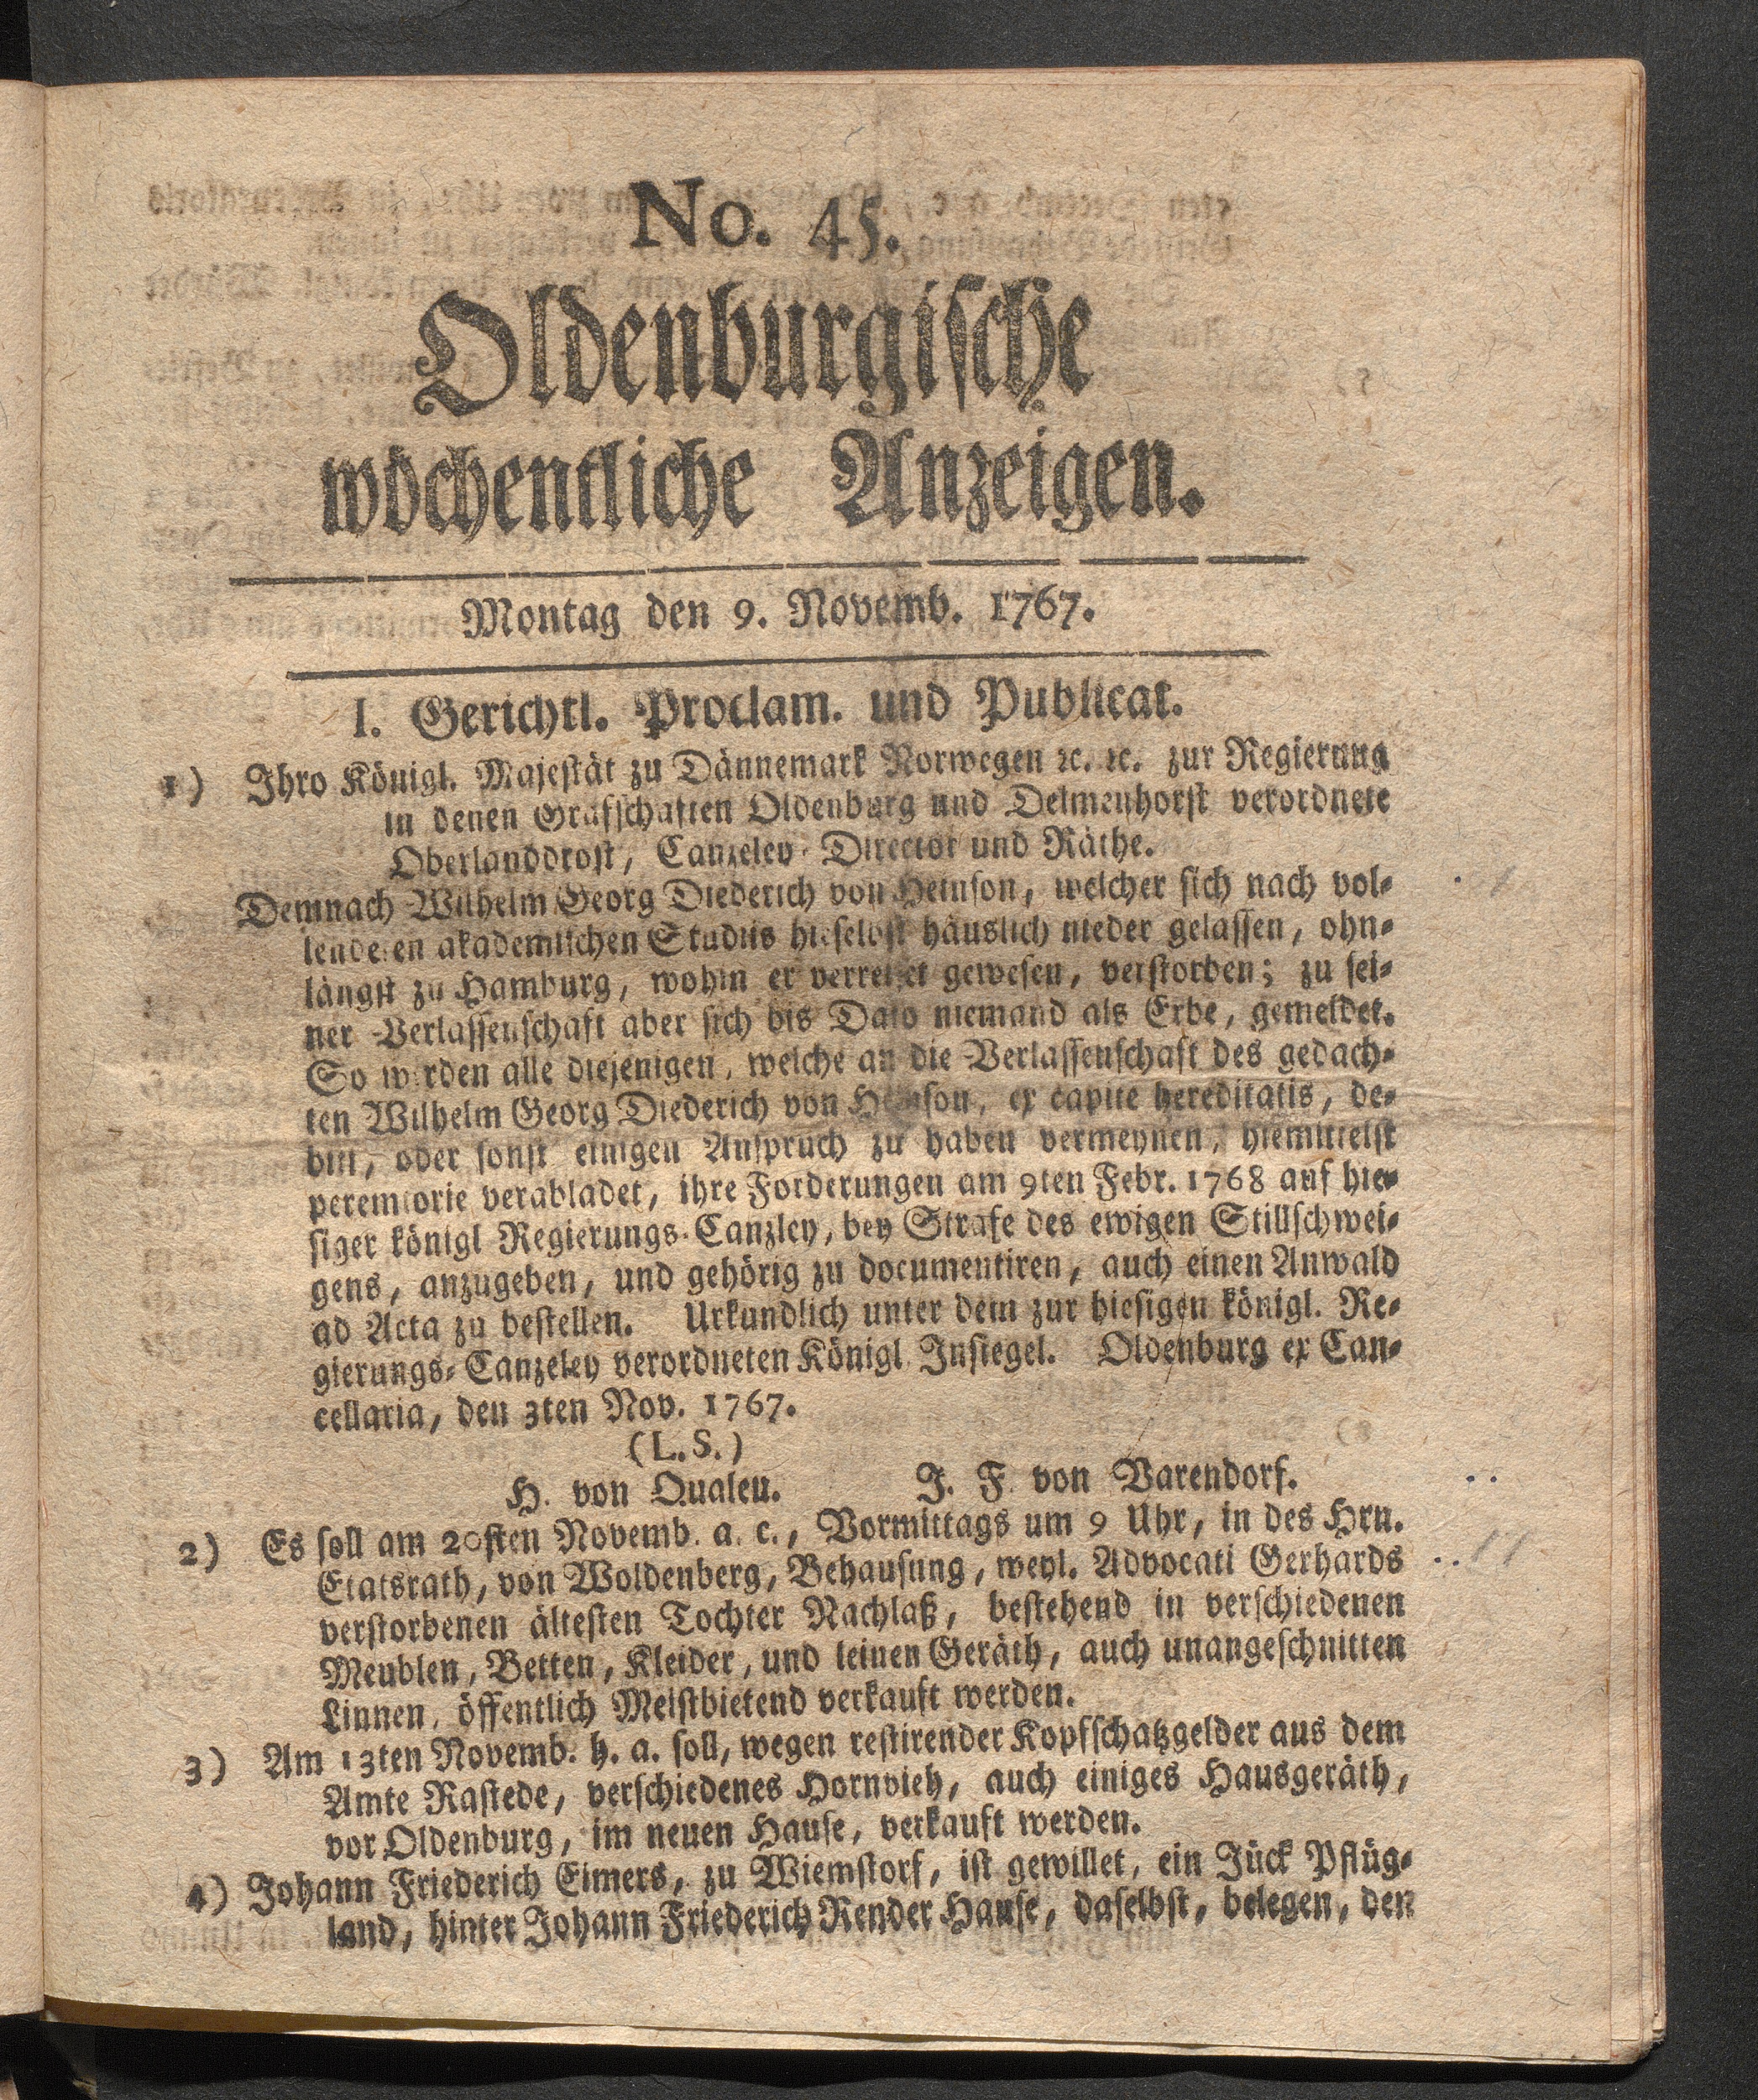 No. 45.
Oldenburgische
wöchentliche Anzeigen.
Montag den 9. Novemb. 1767.
I. Gerichtl. Proclam. und Publicat.
1) Ihro Königl. Majestät zu Dännemark Norwegen ꝛc. ꝛc. zur Regierung
in denen Grafschaften Oldenburg und Delmenhorst verordnete
Oberlanddrost, Canzeley-Director und Räthe.
Demnach Wilhelm Georg Diederich von Heinson, welcher sich nach vol-
lendeten akademischen Studiis hieselbst häuslich nieder gelassen, ohn-
längst zu Hamburg, wohin er verreiset gewesen, verstorben; zu sei-
ner Verlassenschaft aber sich bis Dato niemand als Erbe, gemeldet.
So werden alle diejenigen, welche an die Verlassenschaft des gedach-
ten Wilhelm Georg Diederich von Heinson, ex capite hereditatis, de-
biti, oder sonst einigen Anspruch zu haben vermeynen, hiemittelst
peremtorie verabladet, ihre Forderungen am 9ten Febr. 1768 auf hie-
siger königl Regierungs-Canzley, bey Strafe des ewigen Stillschwei-
gens, anzugeben, und gehörig zu documentiren, auch einen Anwald
ad Acta zu bestellen. Urkundlich unter dem zur hiesigen königl. Re-
gierungs-Canzeley verordneten Königl Insiegel. Oldenburg ex Can-
cellaria, den 3ten Nov. 1767.
(L.S.)
H. von Qualen. J. F. von Varendorf.
2) Es soll am 20sten Novemb. a. c., Vormittags um 9 Uhr, in des Hrn.
Etatsrath, von Woldenberg, Behausung, weyl. Advocati Gerhards
verstorbenen ältesten Tochter Nachlaß, bestehend in verschiedenen
Meublen, Betten, Kleider, und leinen Geräth, auch unangeschnitten
Linnen, öffentlich Meistbietend verkauft werden.
3) Am 13ten Novemb. h. a. soll, wegen restirender Kopfschatzgelder aus dem
Amte Rastede, verschiedenes Hornvieh, auch einiges Hausgeräth,
vor Oldenburg, im neuen Hause, verkauft werden.
4) Johann Friederich Eimers, zu Wiemstorf, ist gewillet, ein Jück Pflüg-
land, hinter Johann Friederich Render Hause, daselbst, belegen, den